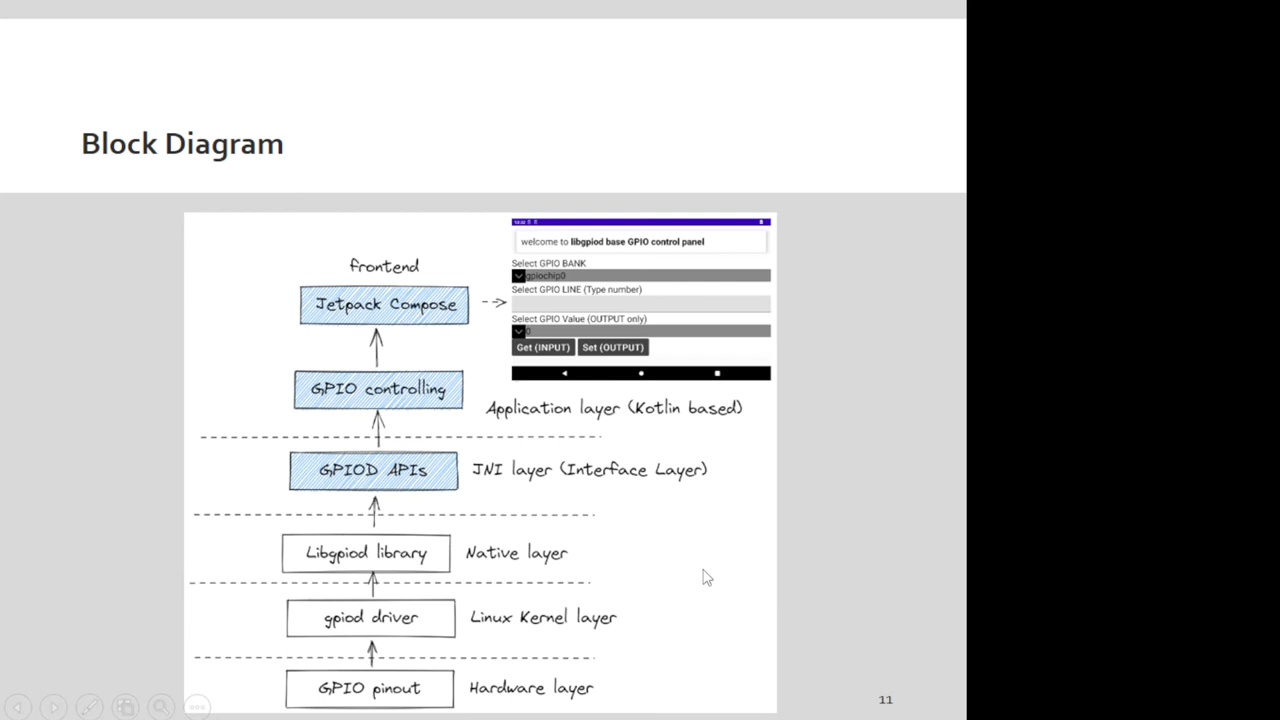 Block Diagram
frontend
Jetpack Compose
welcome to libgpiod base GPIO control panel
Select GPIO BANK
gpiochip0
Select GPIO LINE (Type number)
Select GPIO Value (OUTPUT only)
0
Get (INPUT) Set (OUTPUT)
GPIO controlling
Application layer (Kotlin based)
GPIOD APIs
JNI layer (Interface Layer)
Libgpiod library
Native layer
gpiod driver
Linux Kernel layer
GPIO pinout
Hardware layer
11